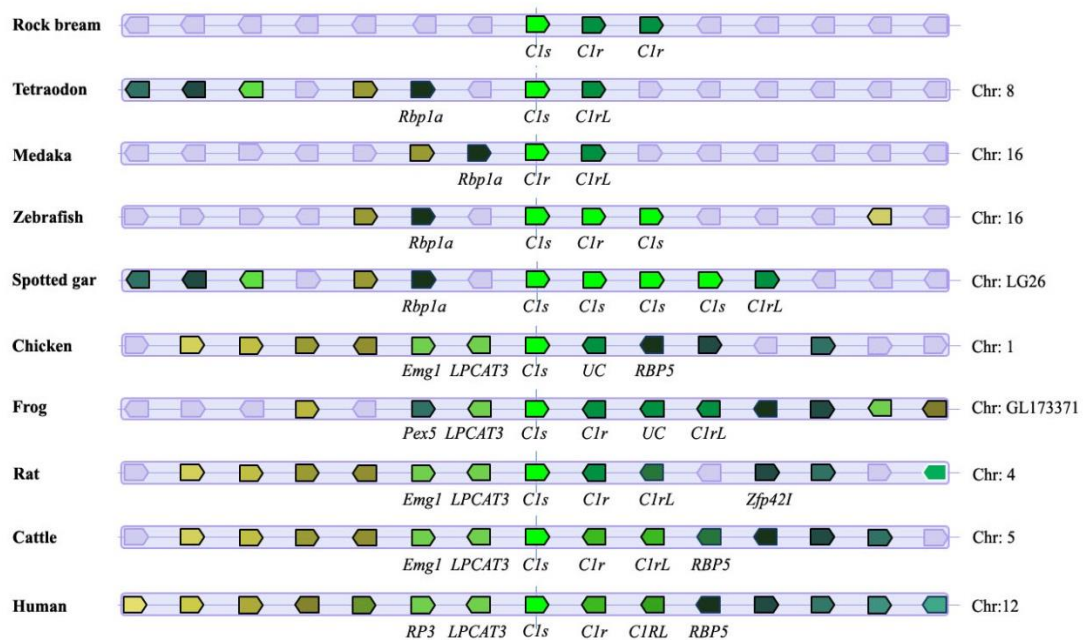 Rock bream
C1s C1r C1r
Tetraodon Chr: 8
Rbp1a C1s C1rL
Medaka Chr: 16
Rbp1a C1r C1rL
Zebrafish Chr: 16
Rbp1a C1s C1r C1s
Spotted gar Chr: LG26
Rbp1a C1s C1s C1s C1s C1rL
Chicken Chr: 1
Emg1 LPCAT3 C1s UC RBP5
Frog Chr: GL173371
Pex5 LPCAT3 C1s C1r UC C1rL
Rat Chr: 4
Emg1 LPCAT3 C1s C1r C1rL Zfp42I
Cattle Chr: 5
Emg1 LPCAT3 C1s C1r C1rL RBP5
Human Chr:12
RP3 LPCAT3 C1s C1r C1RL RBP5